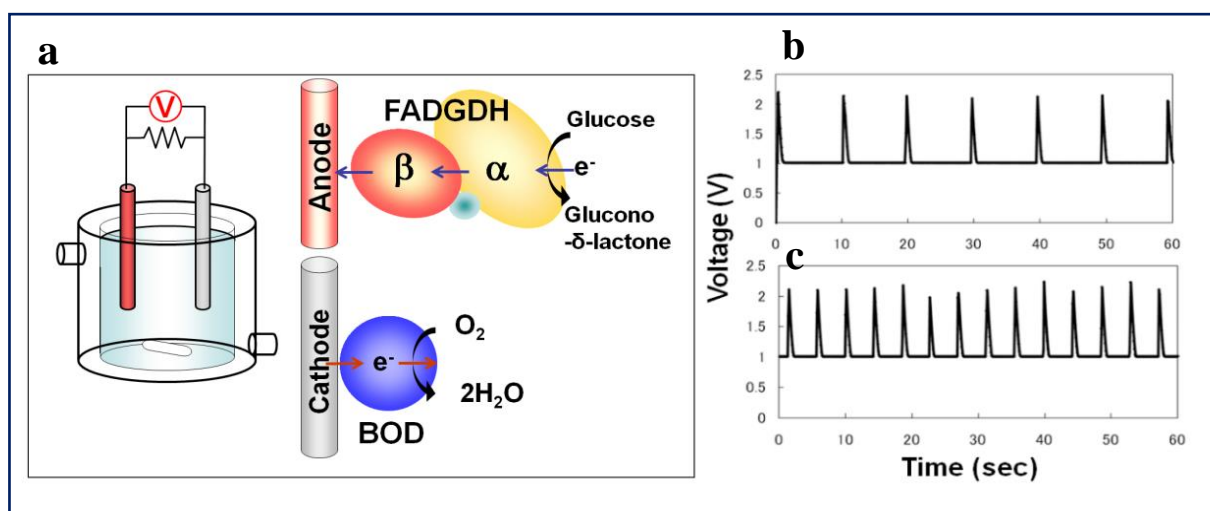 a
V
Anode
FADGDH
β
α
Glucose
e-
Glucono
-δ-lactone
Cathode
e-
O2
2H2O
BOD
b
2.5
2
1.5
1
0.5
0
0 10 20 30 40 50 60
c
2.5
2
1.5
1
0.5
0
0 10 20 30 40 50 60
Voltage (V)
Time (sec)